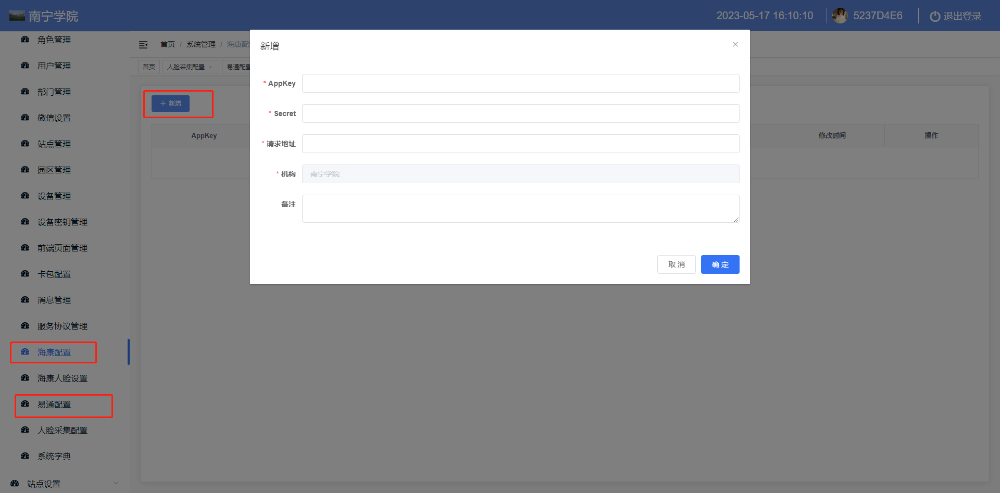 南宁学院
2023-05-17 16:10:10
5237D4E6
退出登录
角色管理
用户管理
部门管理
微信设置
站点管理
园区管理
设备管理
设备密钥管理
前端页面管理
卡包配置
消息管理
服务协议管理
海康配置
海康人脸设置
易通配置
人脸采集配置
系统字典
站点设置
首页 / 系统管理 / 海康配
首页
人脸采集配置 ×
易通配置
+ 新增
AppKey
修改时间
操作
新增
* AppKey
* Secret
* 请求地址
* 机构
南宁学院
备注
取 消
确 定